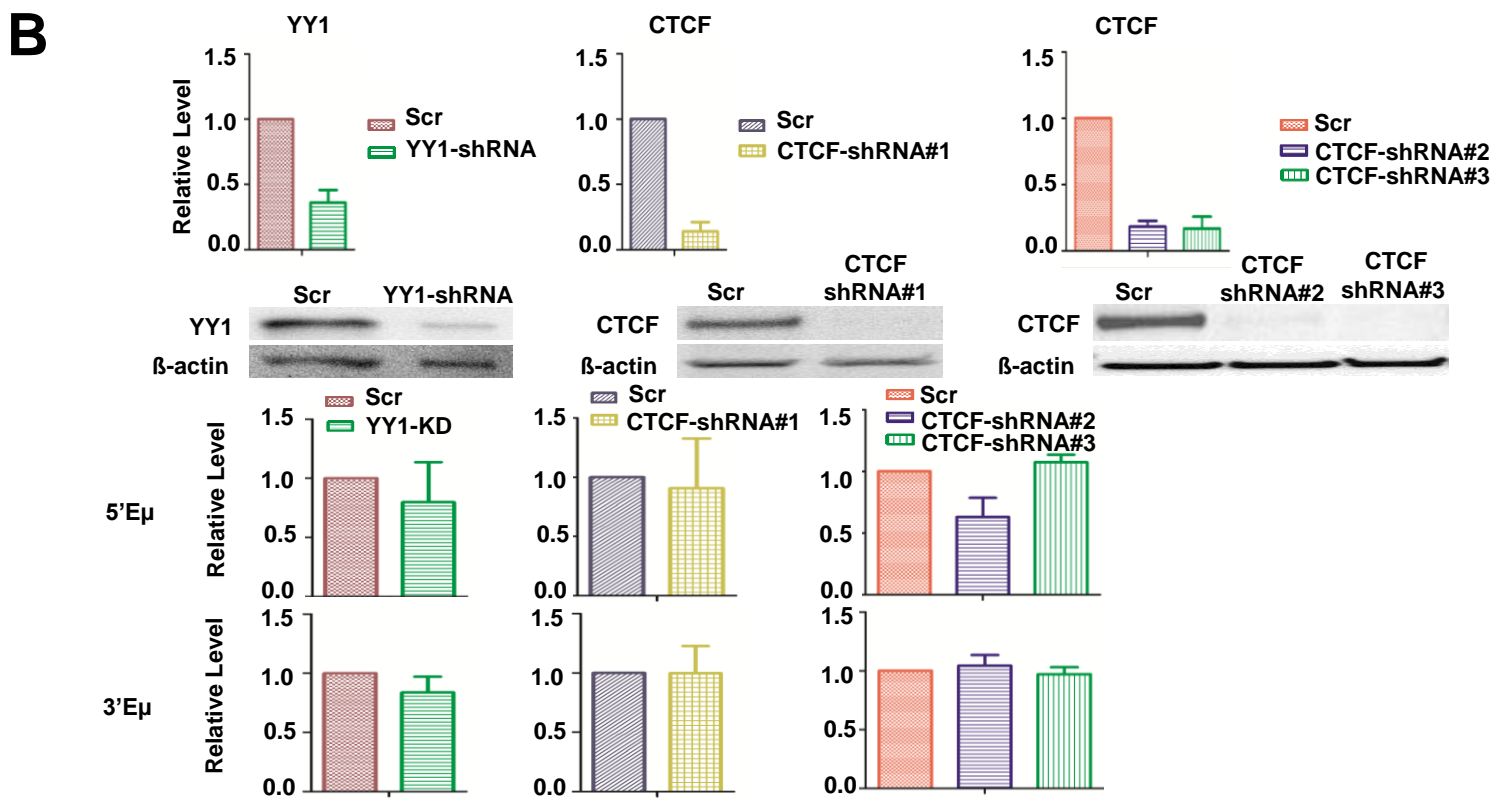 B
YY1
1.5
1.0
0.5
0.0
Relative Level
Scr
YY1-shRNA
CTCF
1.5
1.0
0.5
0.0
Scr
CTCF-shRNA#1
CTCF
1.5
1.0
0.5
0.0
Scr
CTCF-shRNA#2
CTCF-shRNA#3
Scr
YY1-shRNA
YY1
ß-actin
Scr
CTCF
shRNA#1
CTCF
ß-actin
Scr
CTCF
shRNA#2
CTCF
shRNA#3
CTCF
ß-actin
5’Eμ
Relative Level
1.5
1.0
0.5
0.0
Scr
YY1-KD
1.5
1.0
0.5
0.0
Scr
CTCF-shRNA#1
1.5
1.0
0.5
0.0
Scr
CTCF-shRNA#2
CTCF-shRNA#3
3’Eμ
Relative Level
1.5
1.0
0.5
0.0
1.5
1.0
0.5
0.0
1.5
1.0
0.5
0.0